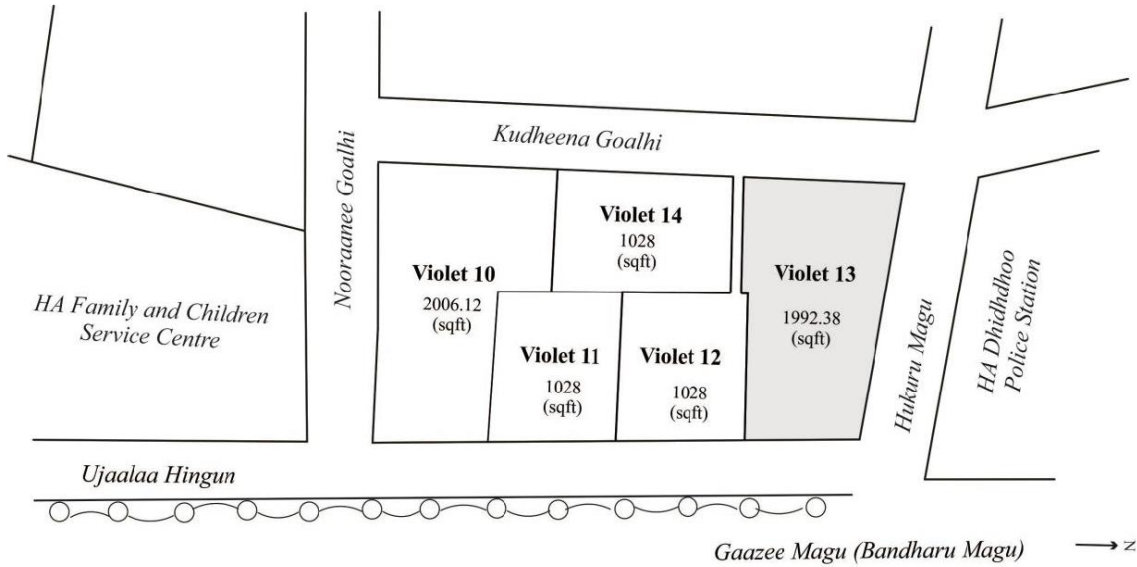 Kudheena Goalhi
Nooraanee Goalhi
Violet 14
1028
(sqft)
Violet 10
2006.12
(sqft)
Violet 13
1992.38
(sqft)
HA Family and Children
Service Centre
Violet 11
1028
(sqft)
Violet 12
1028
(sqft)
Hukuru Magu
HA Dhidhdhoo
Police Station
Ujaalaa Hingun
Gaazee Magu (Bandharu Magu)
N